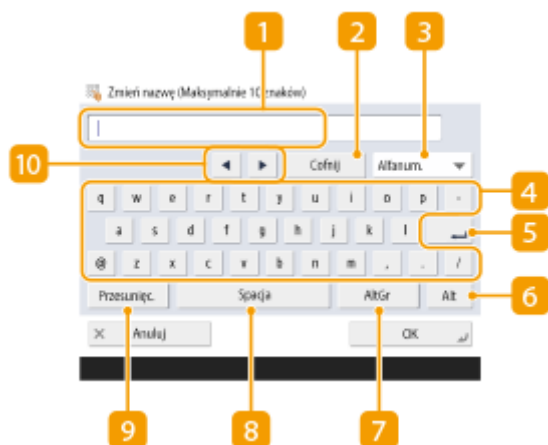 1 2 3
Zmień nazwę (Maksymalnie 10 znaków)
10 Cofnij Alfanum.
q w e r t y u i o p - 4
a s d f g h j k l 5
@ z x c v b n m , . /
Przesunięc. Spacja AltGr Alt 6
Anuluj OK
9 8 7